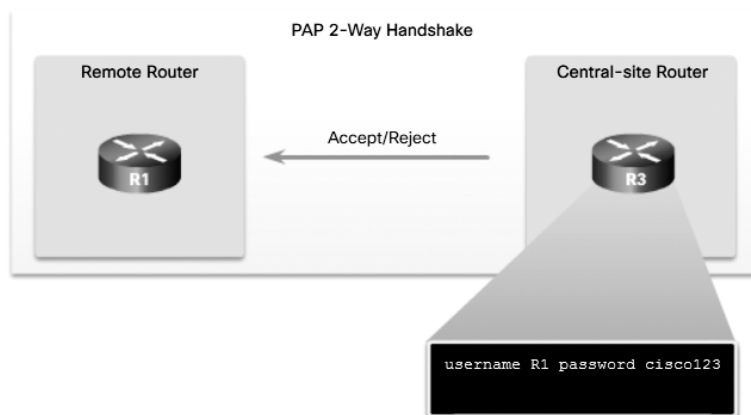 PAP 2-Way Handshake
Remote Router
Central-site Router
Accept/Reject
R1
R3
username R1 password cisco123